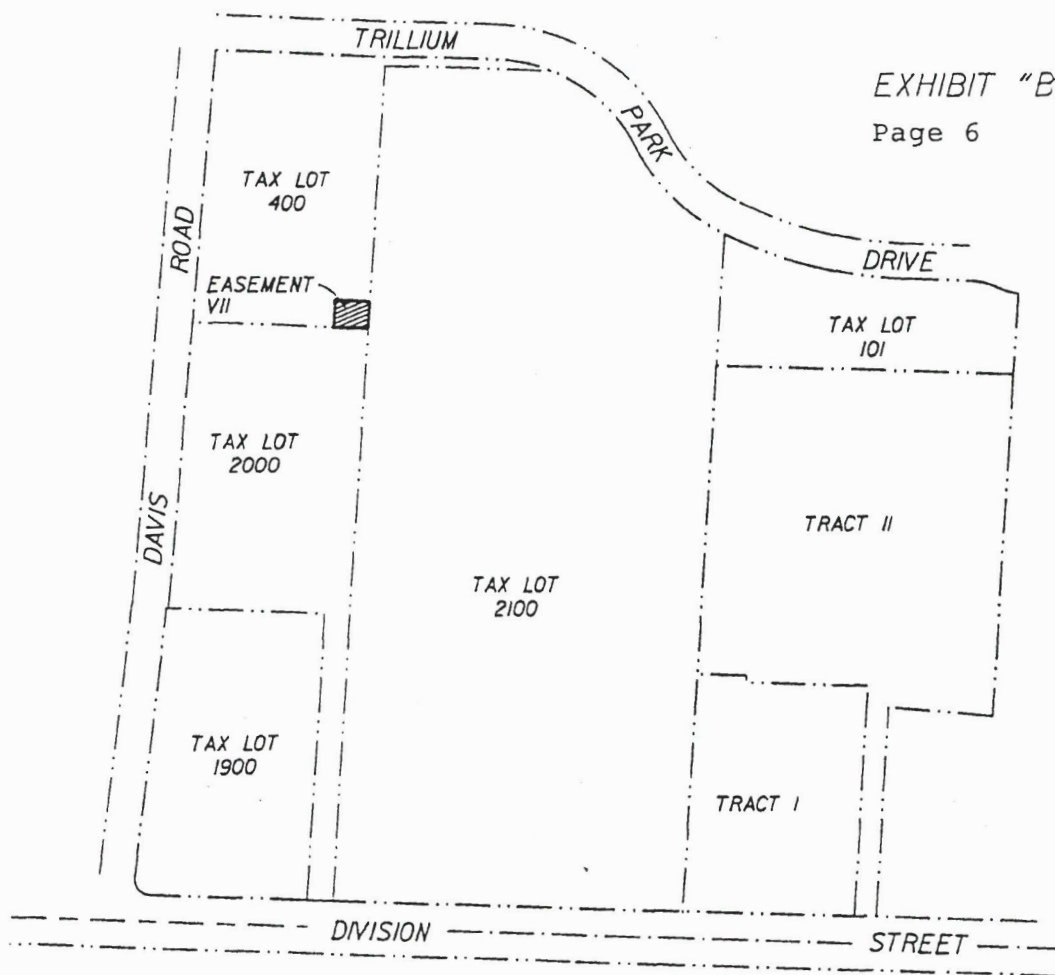 TRILLIUM
EXHIBIT "B
Page 6
PARK
TAX LOT
400
ROAD
DRIVE
EASEMENT
VII
TAX LOT
101
TAX LOT
2000
DAVIS
TRACT II
TAX LOT
2100
TAX LOT
1900
TRACT I
DIVISION
STREET